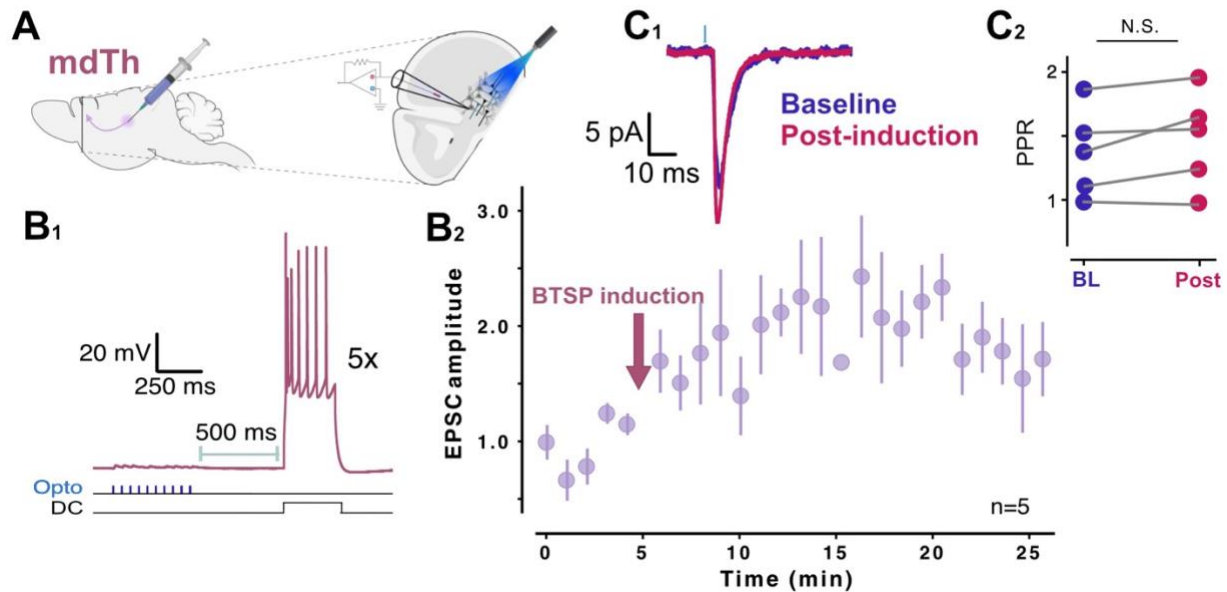 A
mdTh
B1
20 mV
250 ms
5x
500 ms
Opto
DC
C1
Baseline
Post-induction
5 pA
10 ms
C2
N.S.
2
PPR
1
BL
Post
B2
3.0
2.0
1.0
EPSC amplitude
BTSP induction
n=5
0
5
10
15
20
25
Time (min)